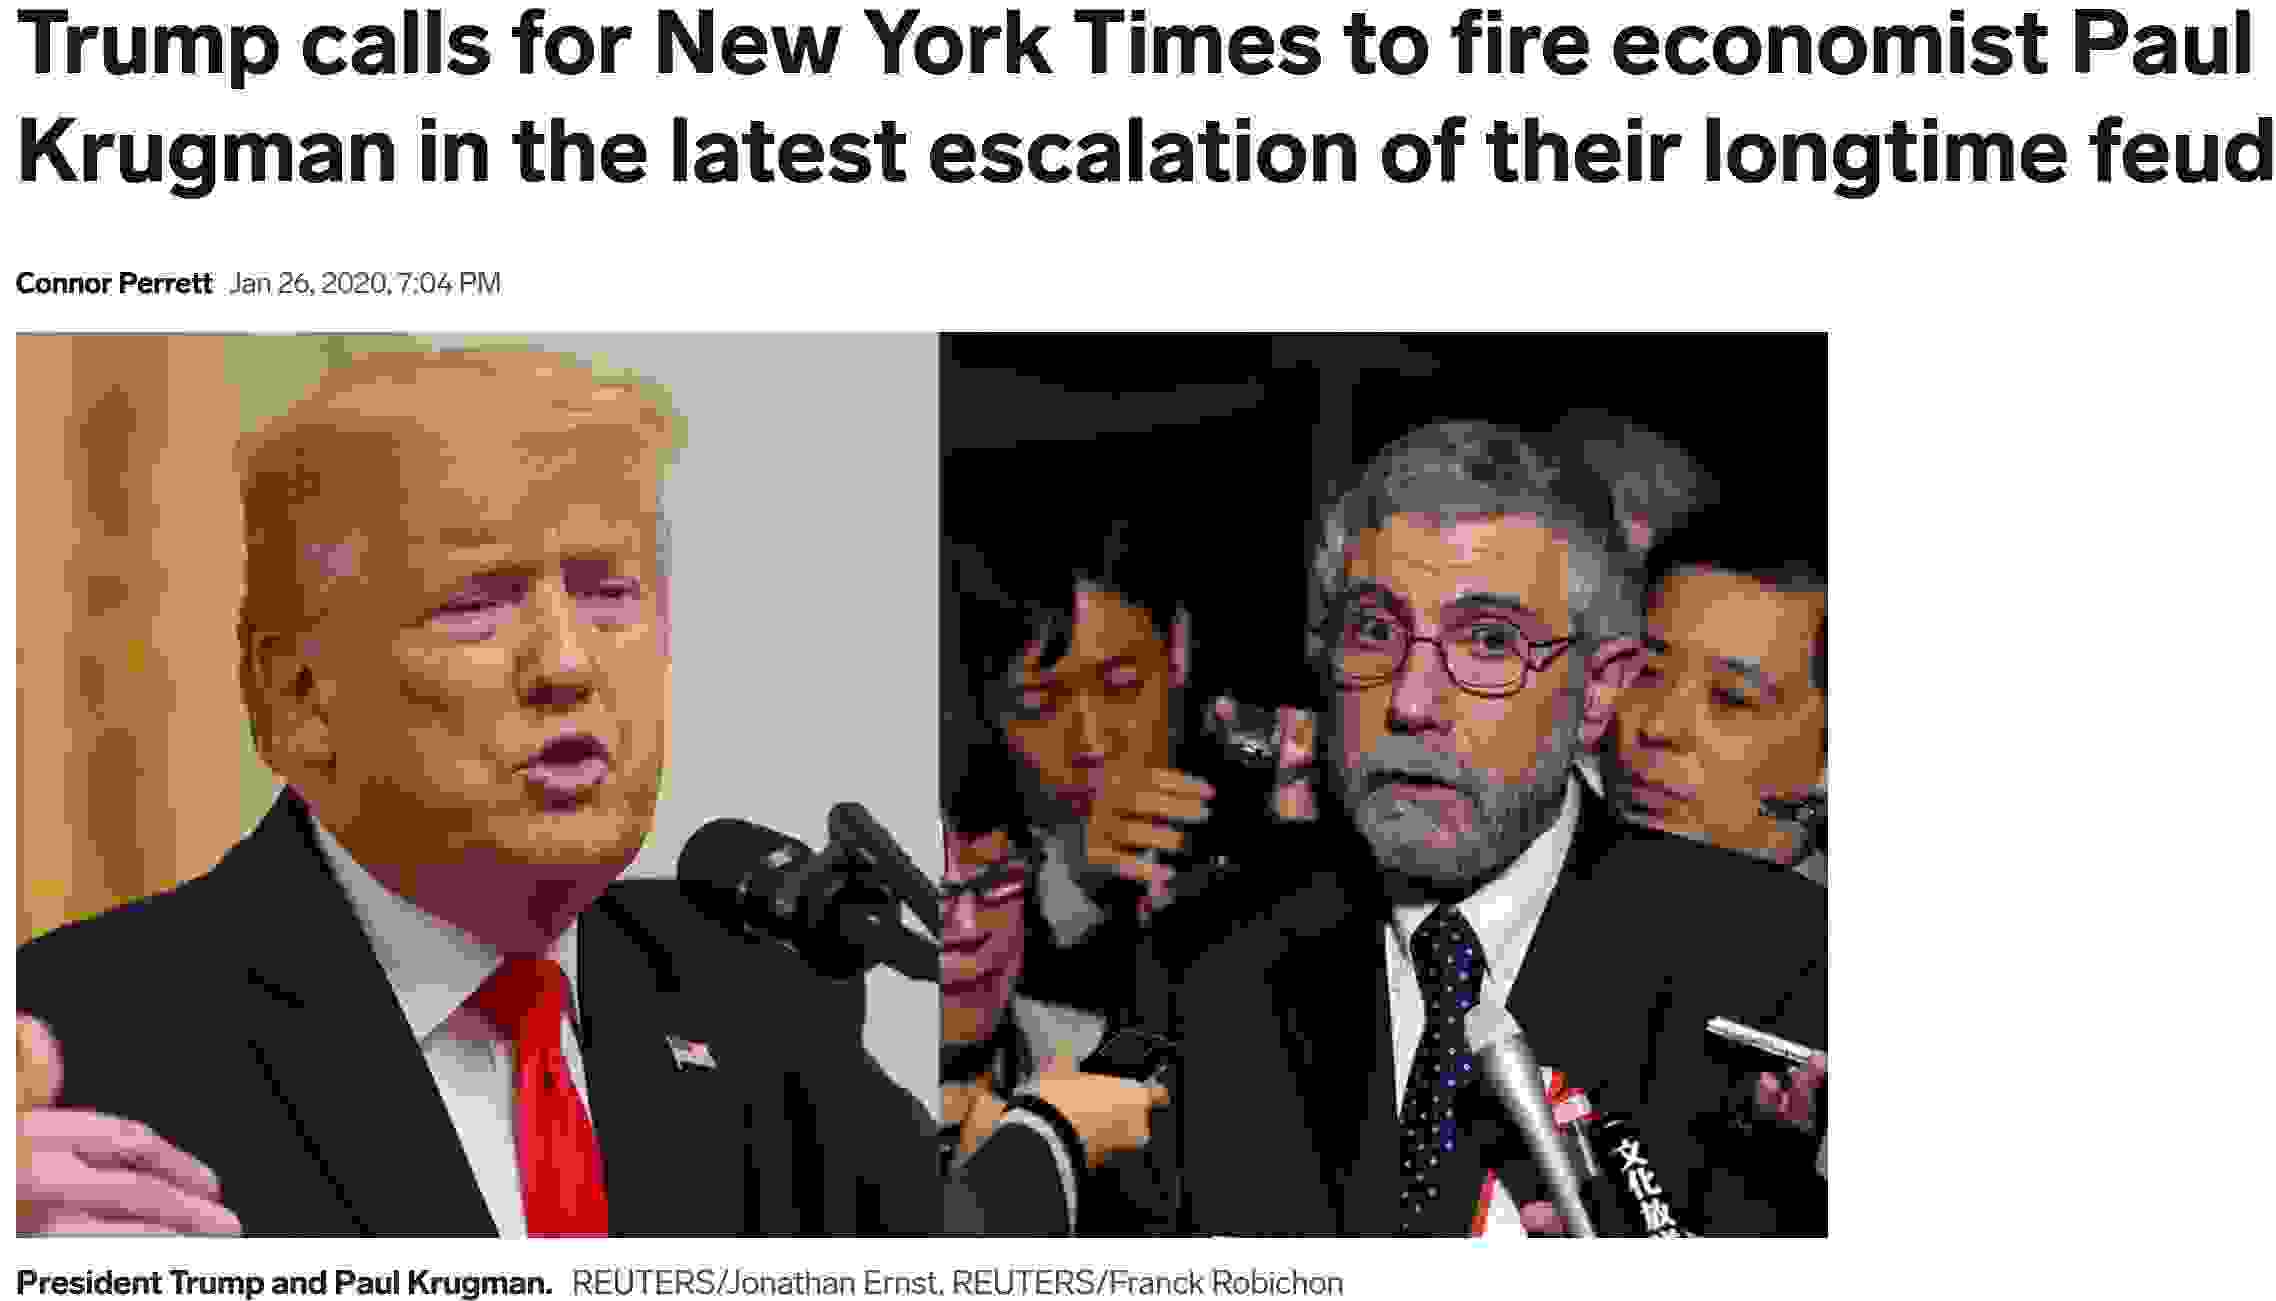 Trump calls for New York Times to fire economist Paul
Krugman in the latest escalation of their longtime feud
Connor Perrett Jan 26, 2020, 7:04 PM
文化放
President Trump and Paul Krugman. REUTERS/Jonathan Ernst, REUTERS/Franck Robichon